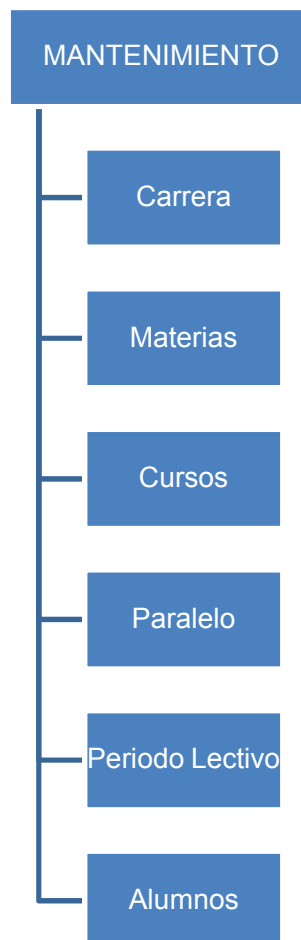 MANTENIMIENTO
Carrera
Materias
Cursos
Paralelo
Periodo Lectivo
Alumnos